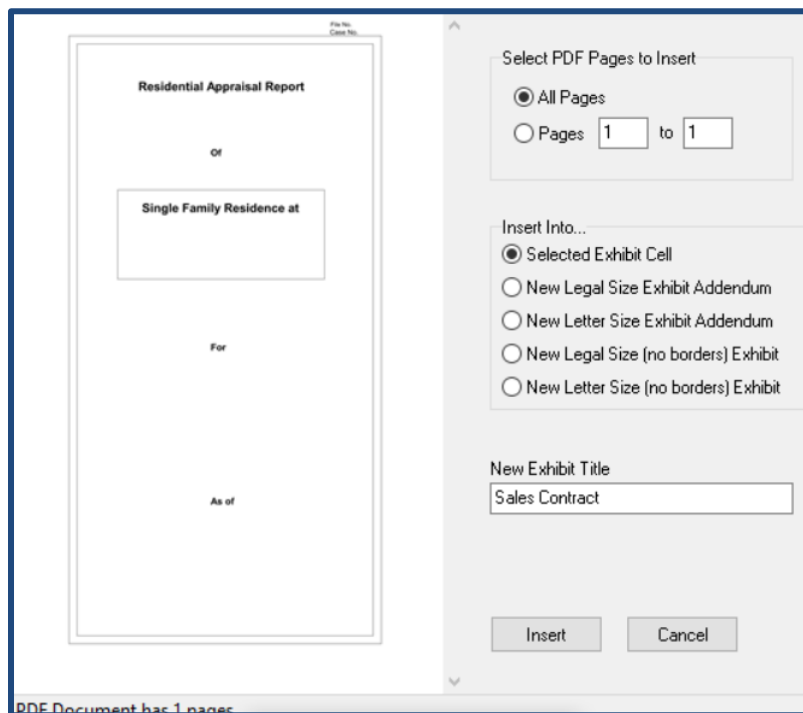 File No.
Case No.
Residential Appraisal Report
Of
Single Family Residence at
For
As of
Select PDF Pages to Insert
All Pages
Pages 1 to 1
Insert Into...
Selected Exhibit Cell
New Legal Size Exhibit Addendum
New Letter Size Exhibit Addendum
New Legal Size (no borders) Exhibit
New Letter Size (no borders) Exhibit
New Exhibit Title
Sales Contract
Insert Cancel
PDF Document has 1 pages